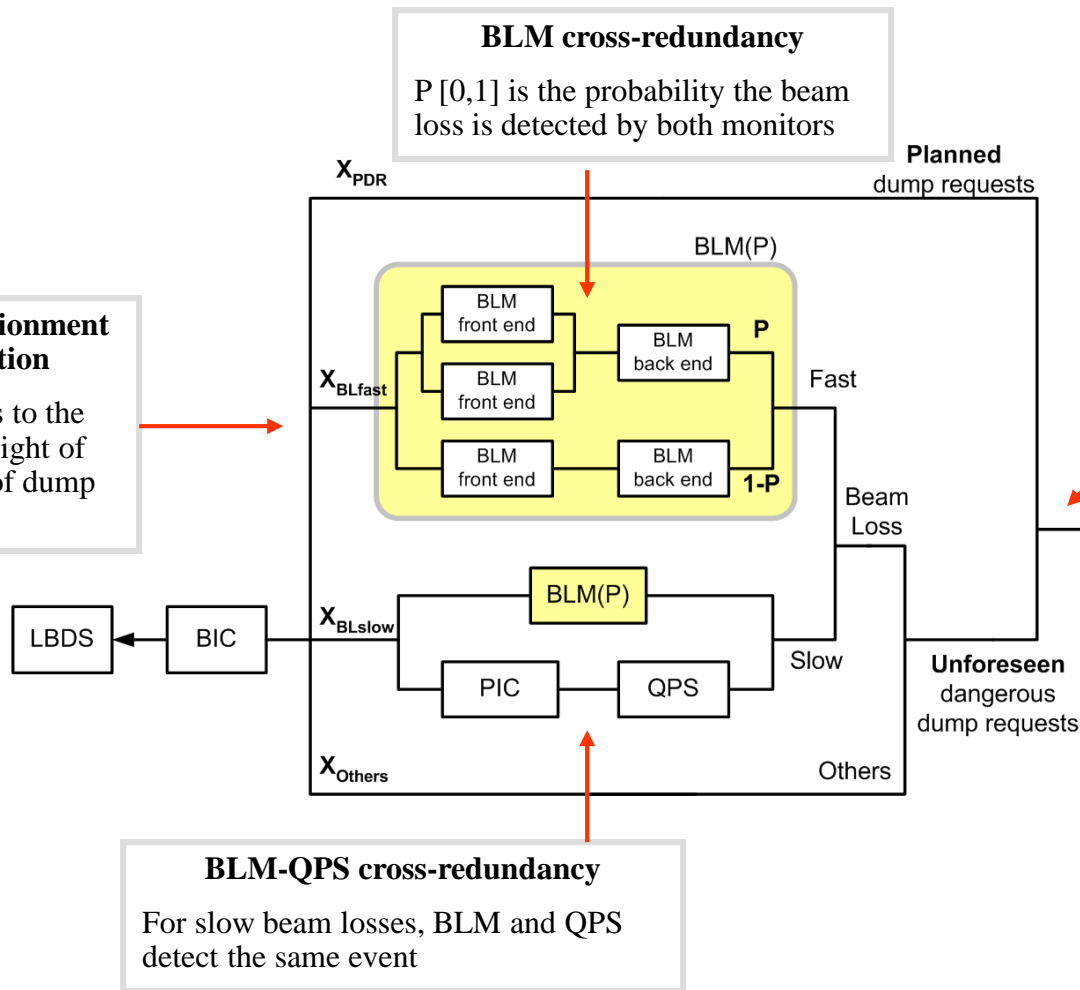 BLM cross-redundancy
P [0,1] is the probability the beam
loss is detected by both monitors
X_PDR
Planned
dump requests
BLM(P)
BLM
front end
BLM
front end
BLM
back end
P
X_BLfast
Fast
BLM
front end
BLM
back end
1-P
ionment
tion
s to the
ight of
of dump
Beam
Loss
BLM(P)
X_BLslow
LBDS
BIC
PIC
QPS
Slow
Unforeseen
dangerous
dump requests
X_Others
Others
BLM-QPS cross-redundancy
For slow beam losses, BLM and QPS
detect the same event